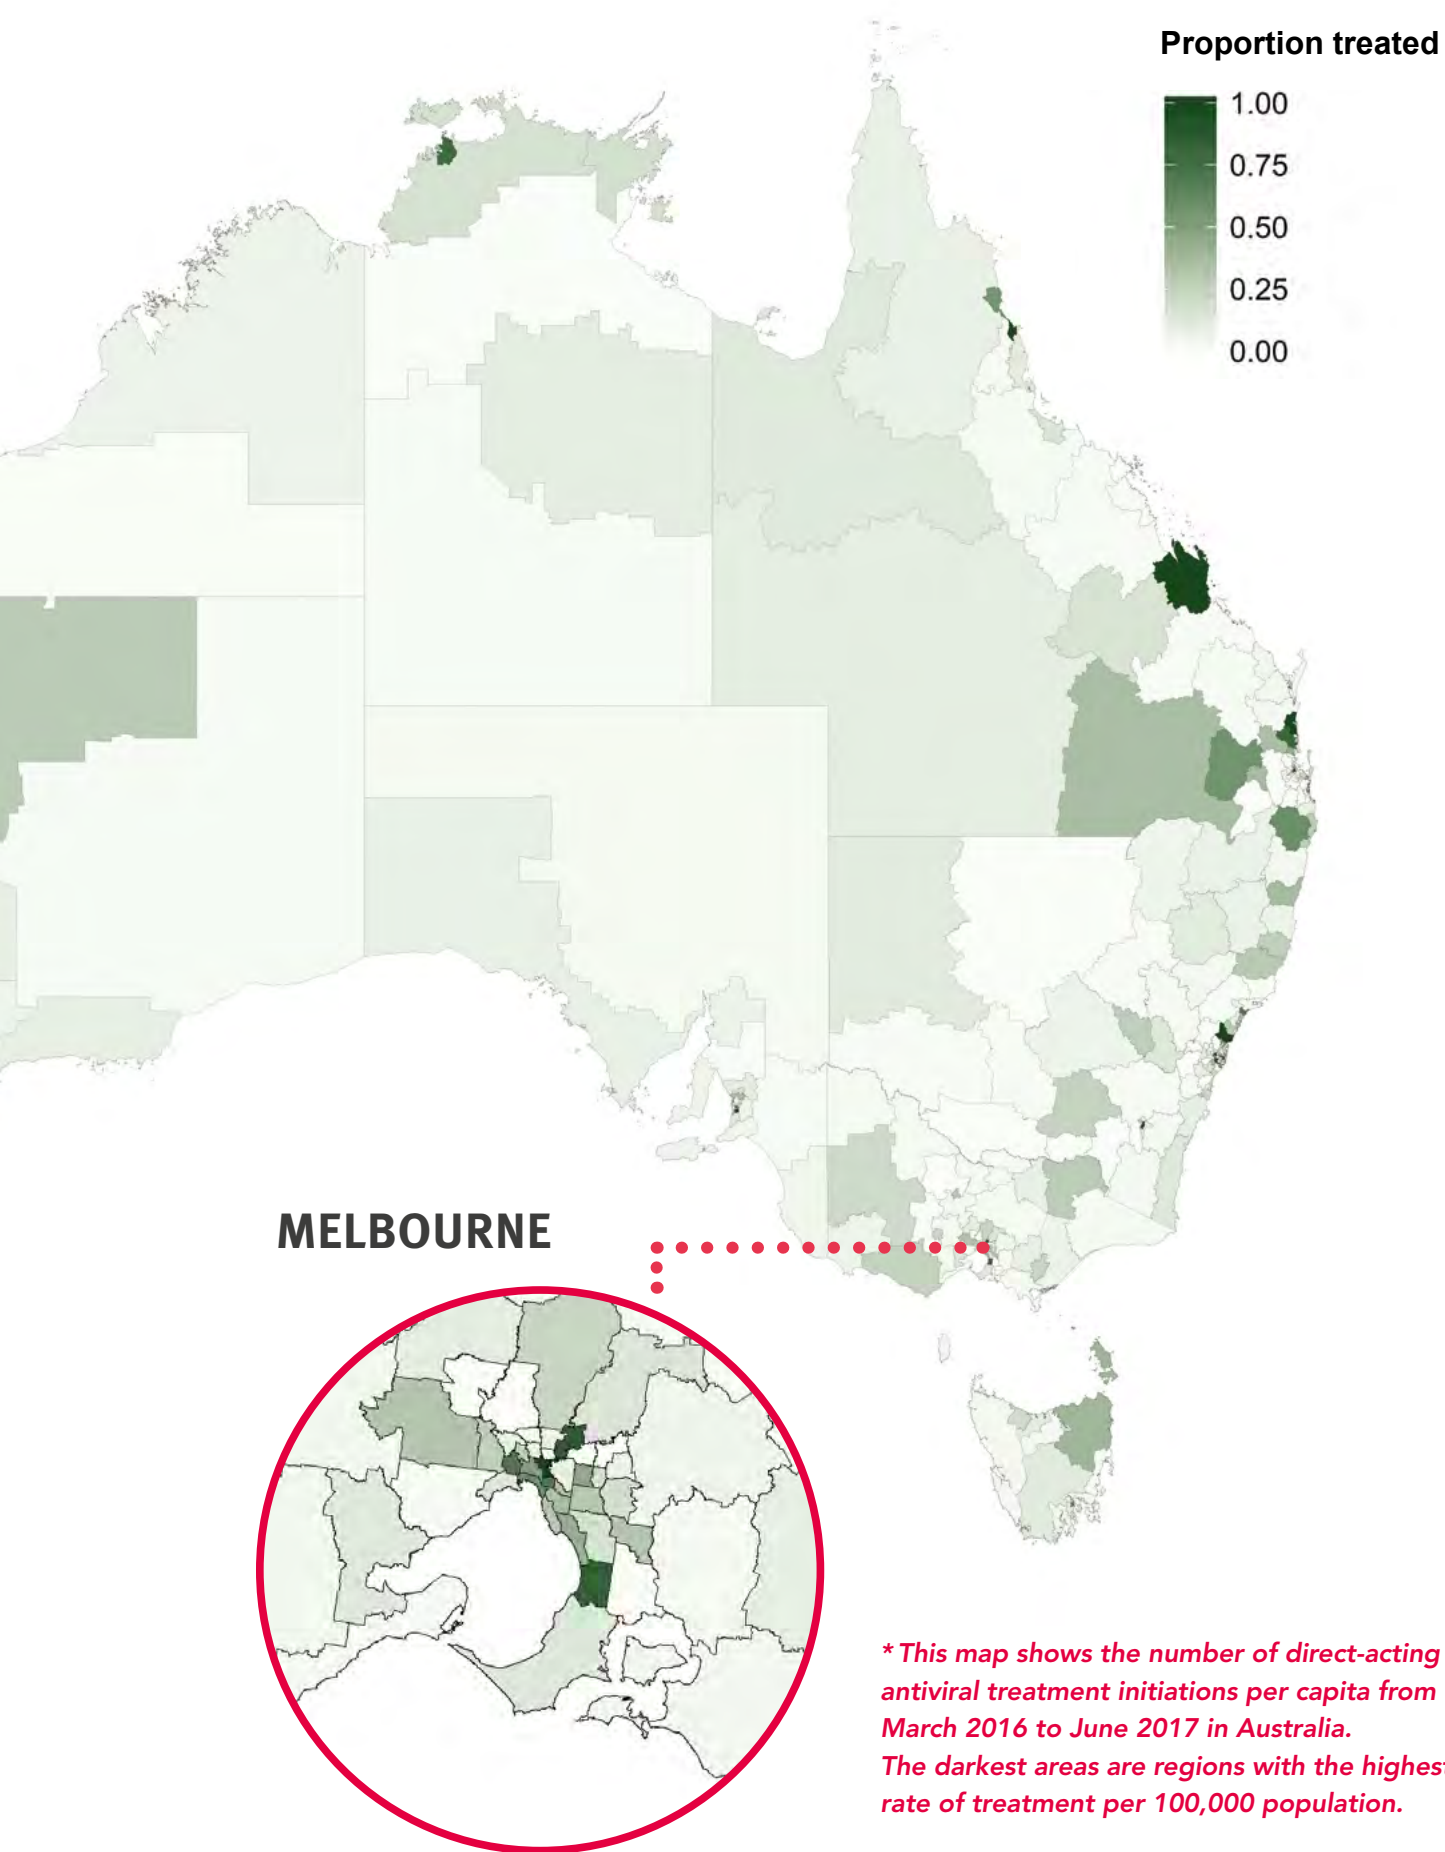 Proportion treated
1.00
0.75
0.50
0.25
0.00
MELBOURNE
* This map shows the number of direct-acting
antiviral treatment initiations per capita from
March 2016 to June 2017 in Australia.
The darkest areas are regions with the highest
rate of treatment per 100,000 population.